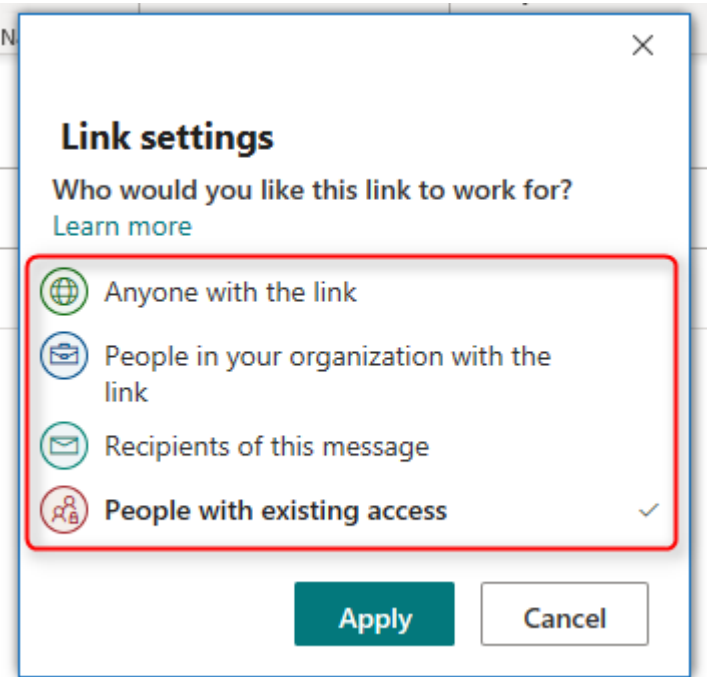 Link settings
Who would you like this link to work for?
Learn more
Anyone with the link
People in your organization with the
link
Recipients of this message
People with existing access
Apply
Cancel